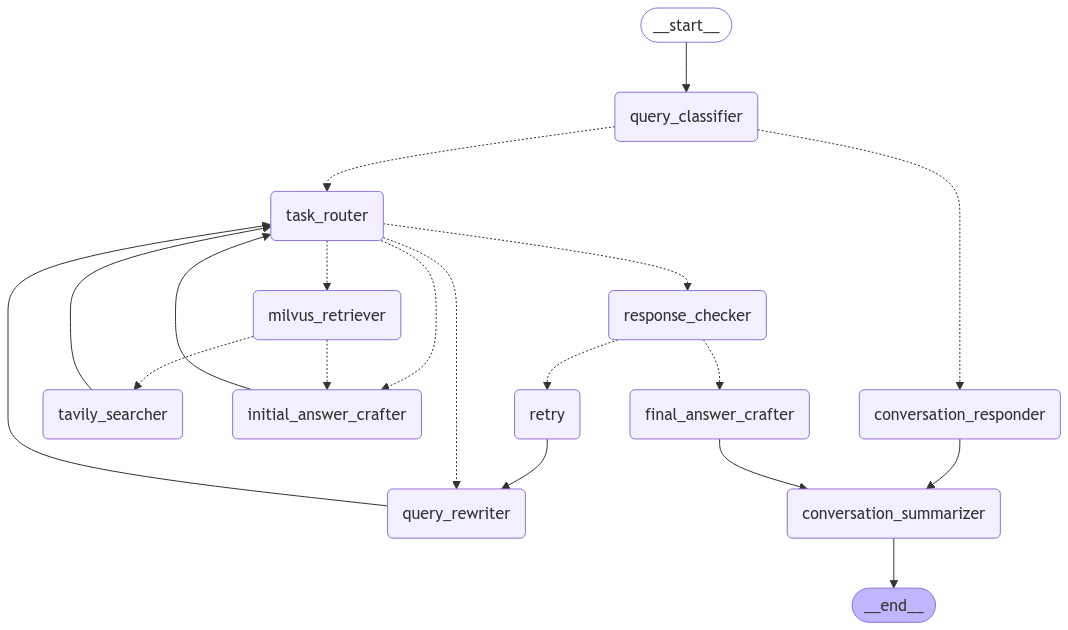 __start__
query_classifier
task_router
milvus_retriever
response_checker
tavily_searcher
initial_answer_crafter
retry
final_answer_crafter
conversation_responder
query_rewriter
conversation_summarizer
__end__